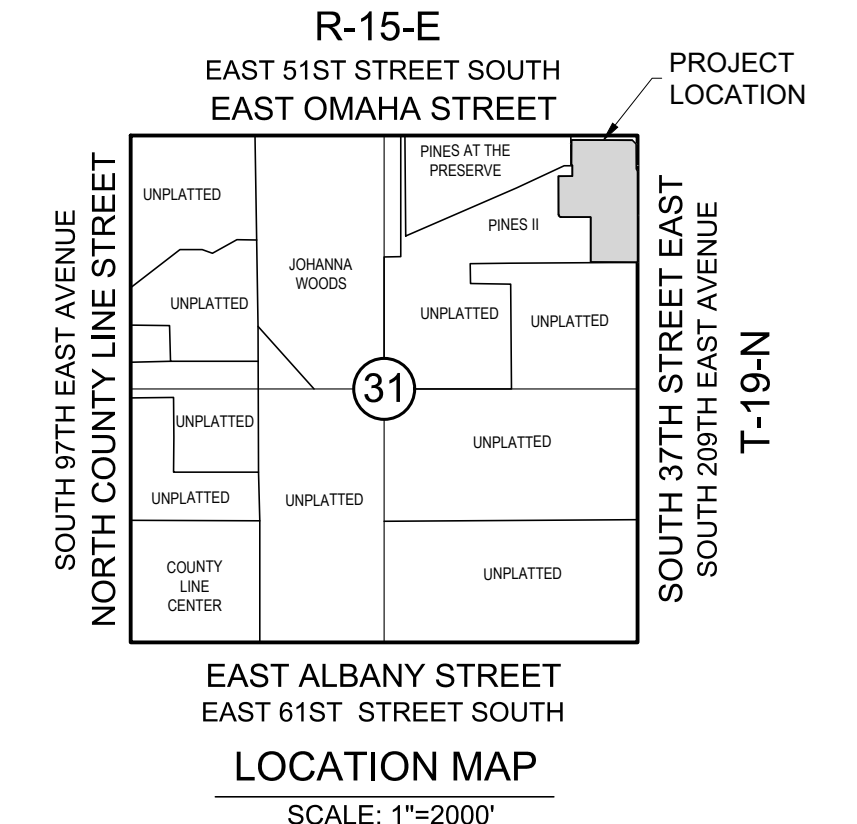 R-15-E
EAST 51ST STREET SOUTH
EAST OMAHA STREET
PROJECT
LOCATION
SOUTH 97TH EAST AVENUE
NORTH COUNTY LINE STREET
UNPLATTED
JOHANNA
WOODS
PINES AT THE
PRESERVE
PINES II
UNPLATTED
UNPLATTED
UNPLATTED
31
UNPLATTED
UNPLATTED
UNPLATTED
UNPLATTED
COUNTY
LINE
CENTER
UNPLATTED
SOUTH 37TH STREET EAST
SOUTH 209TH EAST AVENUE
T-19-N
EAST ALBANY STREET
EAST 61ST  STREET SOUTH
LOCATION MAP
SCALE: 1"=2000'